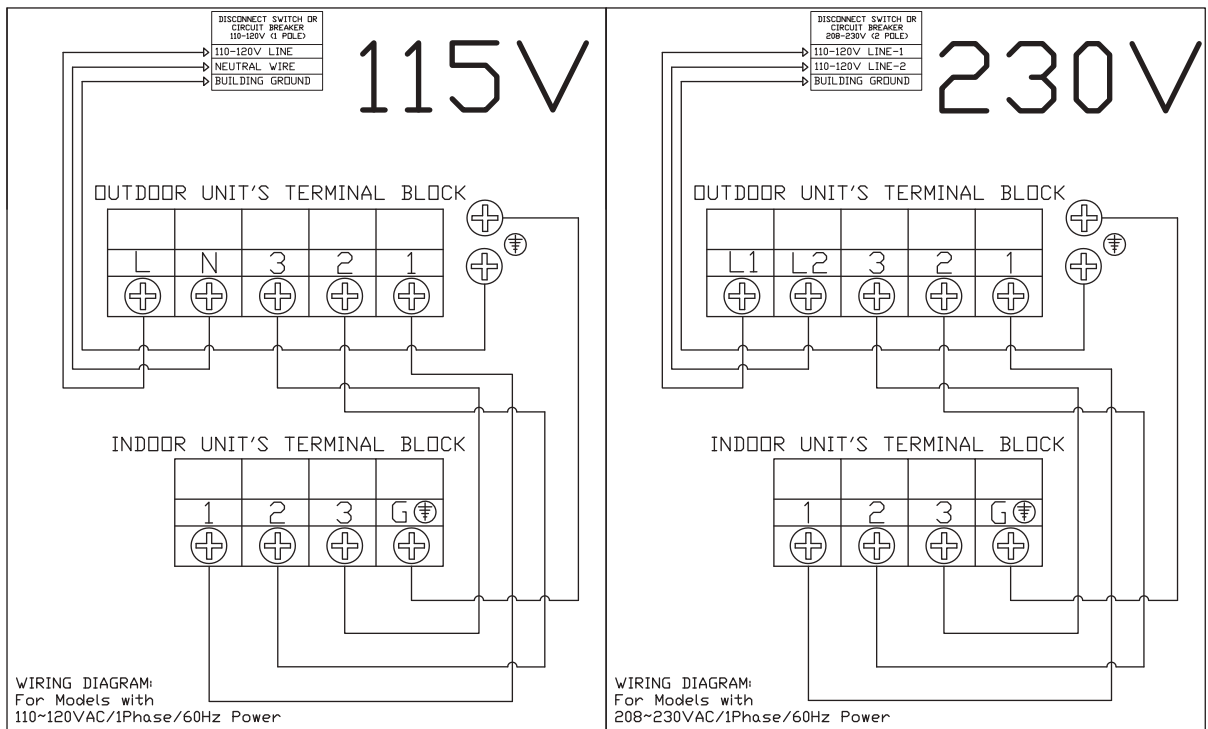 DISCONNECT SWITCH OR
CIRCUIT BREAKER
110-120V (1 POLE)
110-120V LINE
NEUTRAL WIRE
BUILDING GROUND
115V
OUTDOOR UNIT'S TERMINAL BLOCK
L N 3 2 1
INDOOR UNIT'S TERMINAL BLOCK
1 2 3 G
WIRING DIAGRAM:
For Models with
110~120VAC/1Phase/60Hz Power
DISCONNECT SWITCH OR
CIRCUIT BREAKER
208-230V (2 POLE)
110-120V LINE-1
110-120V LINE-2
BUILDING GROUND
230V
OUTDOOR UNIT'S TERMINAL BLOCK
L1 L2 3 2 1
INDOOR UNIT'S TERMINAL BLOCK
1 2 3 G
WIRING DIAGRAM:
For Models with
208~230VAC/1Phase/60Hz Power